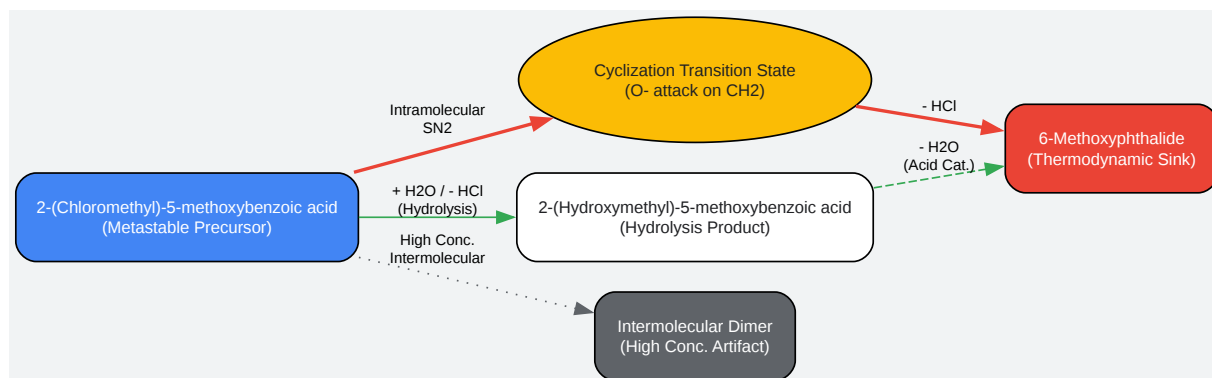 Cyclization Transition State
(O- attack on CH2)
Intramolecular
SN2
- HCl
6-Methoxyphthalide
(Thermodynamic Sink)
- H2O
(Acid Cat.)
2-(Chloromethyl)-5-methoxybenzoic acid
(Metastable Precursor)
+ H2O / - HCl
(Hydrolysis)
2-(Hydroxymethyl)-5-methoxybenzoic acid
(Hydrolysis Product)
High Conc.
Intermolecular
Intermolecular Dimer
(High Conc. Artifact)